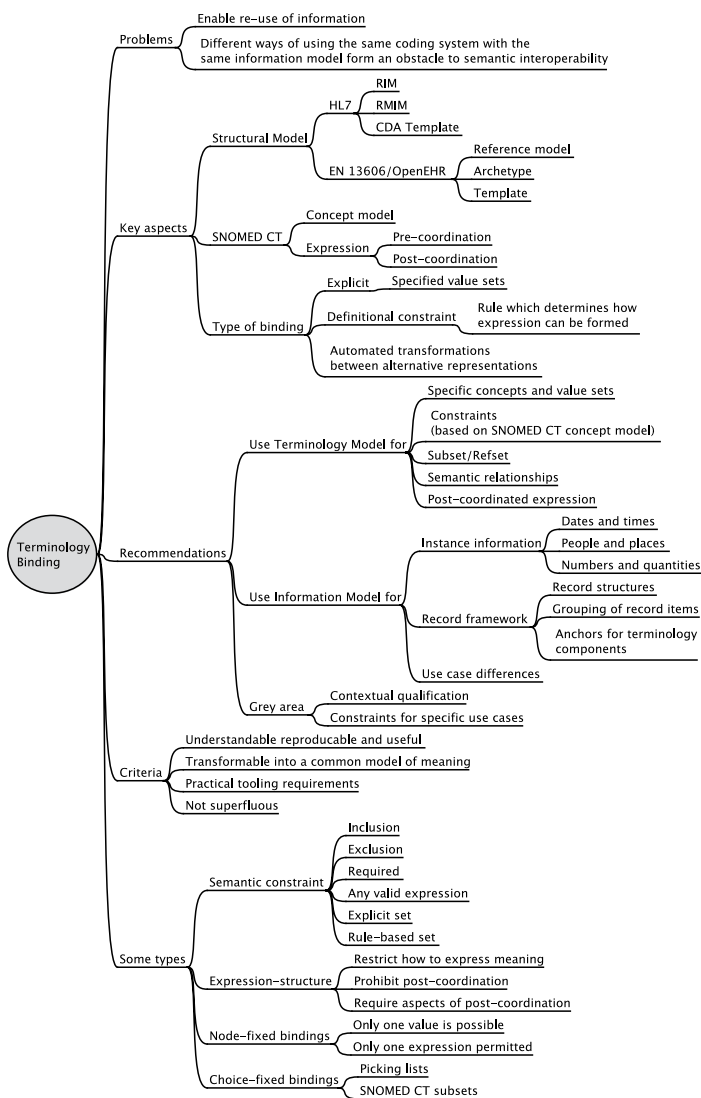 Terminology
Binding
Problems
Enable re-use of information
Different ways of using the same coding system with the
same information model form an obstacle to semantic interoperability
Key aspects
Structural Model
HL7
RIM
RMIM
CDA Template
EN 13606/OpenEHR
Reference model
Archetype
Template
SNOMED CT
Concept model
Expression
Pre-coordination
Post-coordination
Type of binding
Explicit
Specified value sets
Definitional constraint
Rule which determines how
expression can be formed
Automated transformations
between alternative representations
Recommendations
Use Terminology Model for
Specific concepts and value sets
Constraints
(based on SNOMED CT concept model)
Subset/Refset
Semantic relationships
Post-coordinated expression
Use Information Model for
Instance information
Dates and times
People and places
Numbers and quantities
Record framework
Record structures
Grouping of record items
Anchors for terminology
components
Use case differences
Grey area
Contextual qualification
Constraints for specific use cases
Criteria
Understandable reproducable and useful
Transformable into a common model of meaning
Practical tooling requirements
Not superfluous
Some types
Semantic constraint
Inclusion
Exclusion
Required
Any valid expression
Explicit set
Rule-based set
Expression-structure
Restrict how to express meaning
Prohibit post-coordination
Require aspects of post-coordination
Node-fixed bindings
Only one value is possible
Only one expression permitted
Choice-fixed bindings
Picking lists
SNOMED CT subsets